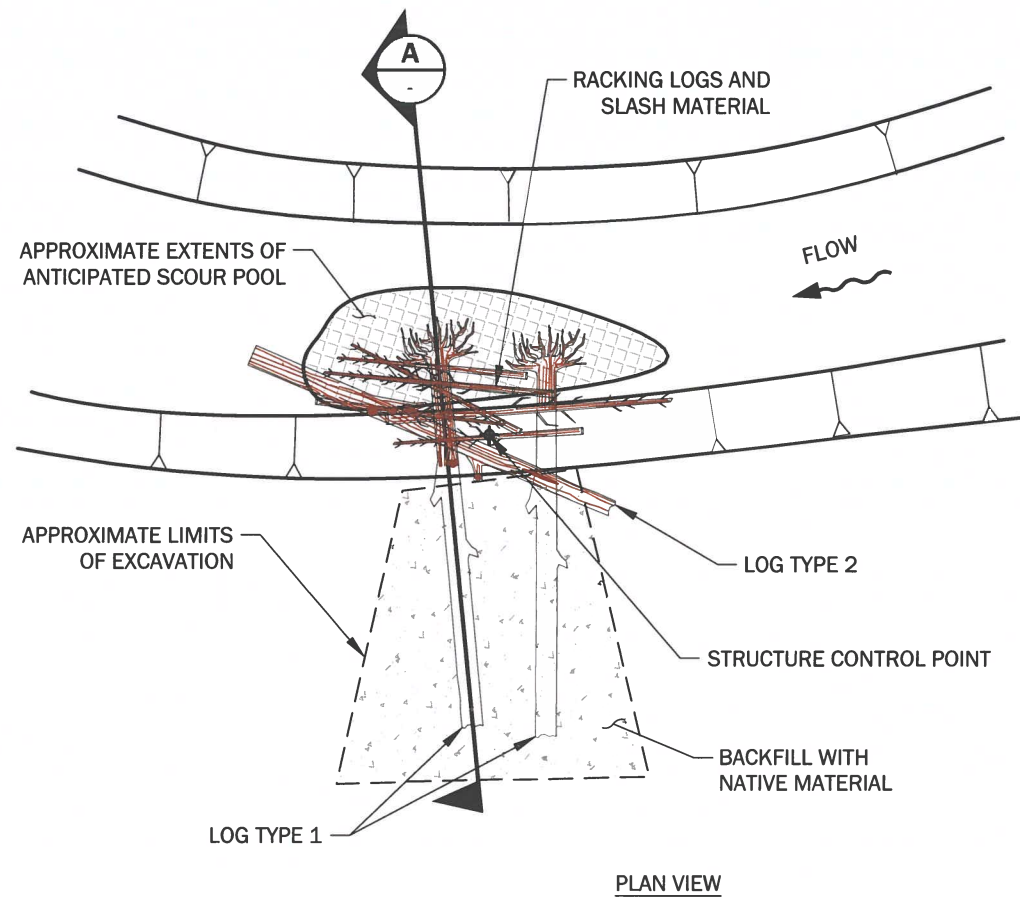 A
-
RACKING LOGS AND
SLASH MATERIAL
APPROXIMATE EXTENTS OF
ANTICIPATED SCOUR POOL
FLOW
APPROXIMATE LIMITS
OF EXCAVATION
LOG TYPE 2
STRUCTURE CONTROL POINT
BACKFILL WITH
NATIVE MATERIAL
LOG TYPE 1
PLAN VIEW